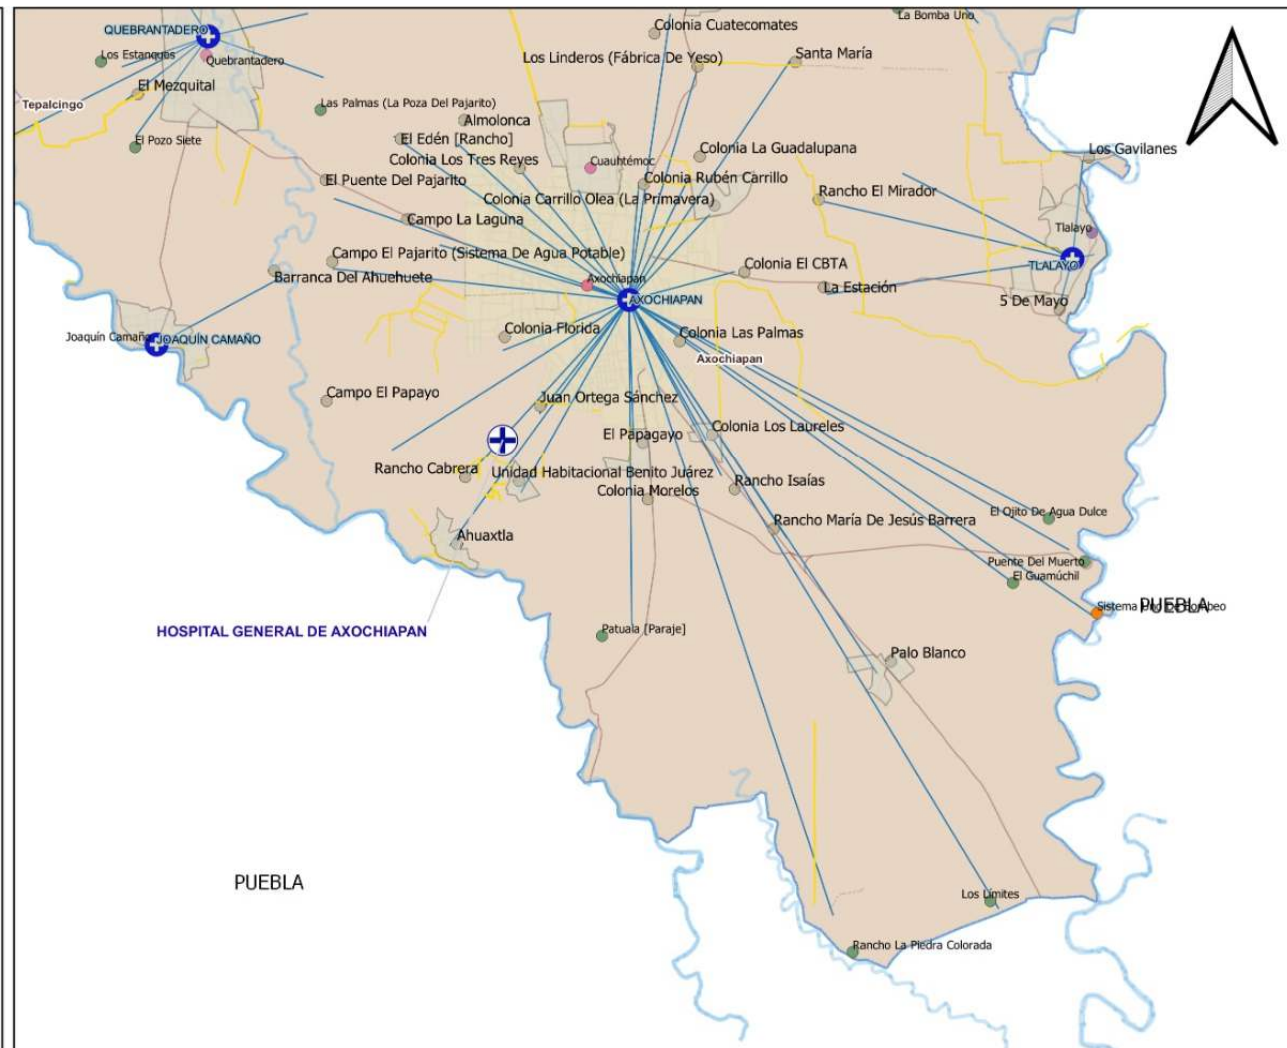 La Bomba Uno
Colonia Cuatecomates
QUEBRANTADERO
Los Estanques
Quebrantadero
Los Linderos (Fábrica De Yeso)
Santa María
El Mezquital
Tepalcingo
Las Palmas (La Poza Del Pajarito)
Almolonca
El Pozo Siete
El Edén [Rancho]
Colonia La Guadalupana
Los Gavilanes
Colonia Los Tres Reyes
Cuauhtémoc
El Puente Del Pajarito
Colonia Rubén Carrillo
Rancho El Mirador
Colonia Carrillo Olea (La Primavera)
Campo La Laguna
Tlalayo
Campo El Pajarito (Sistema De Agua Potable)
Colonia El CBTA
TLALAYO
Barranca Del Ahuehuete
Axochiapan
La Estación
AXOCHIAPAN
5 De Mayo
Colonia Florida
Colonia Las Palmas
Joaquín Camaño
JOAQUÍN CAMAÑO
Axochiapan
Campo El Papayo
Juan Ortega Sánchez
El Papagayo
Colonia Los Laureles
Rancho Cabrera
Unidad Habitacional Benito Juárez
Rancho Isaías
Colonia Morelos
El Ojito De Agua Dulce
Rancho María De Jesús Barrera
Ahuaxtla
Puente Del Muerto
El Guamúchil
Sistema Uno De Bombeo
PUEBLA
HOSPITAL GENERAL DE AXOCHIAPAN
Patuala [Paraje]
Palo Blanco
PUEBLA
Los Límites
Rancho La Piedra Colorada